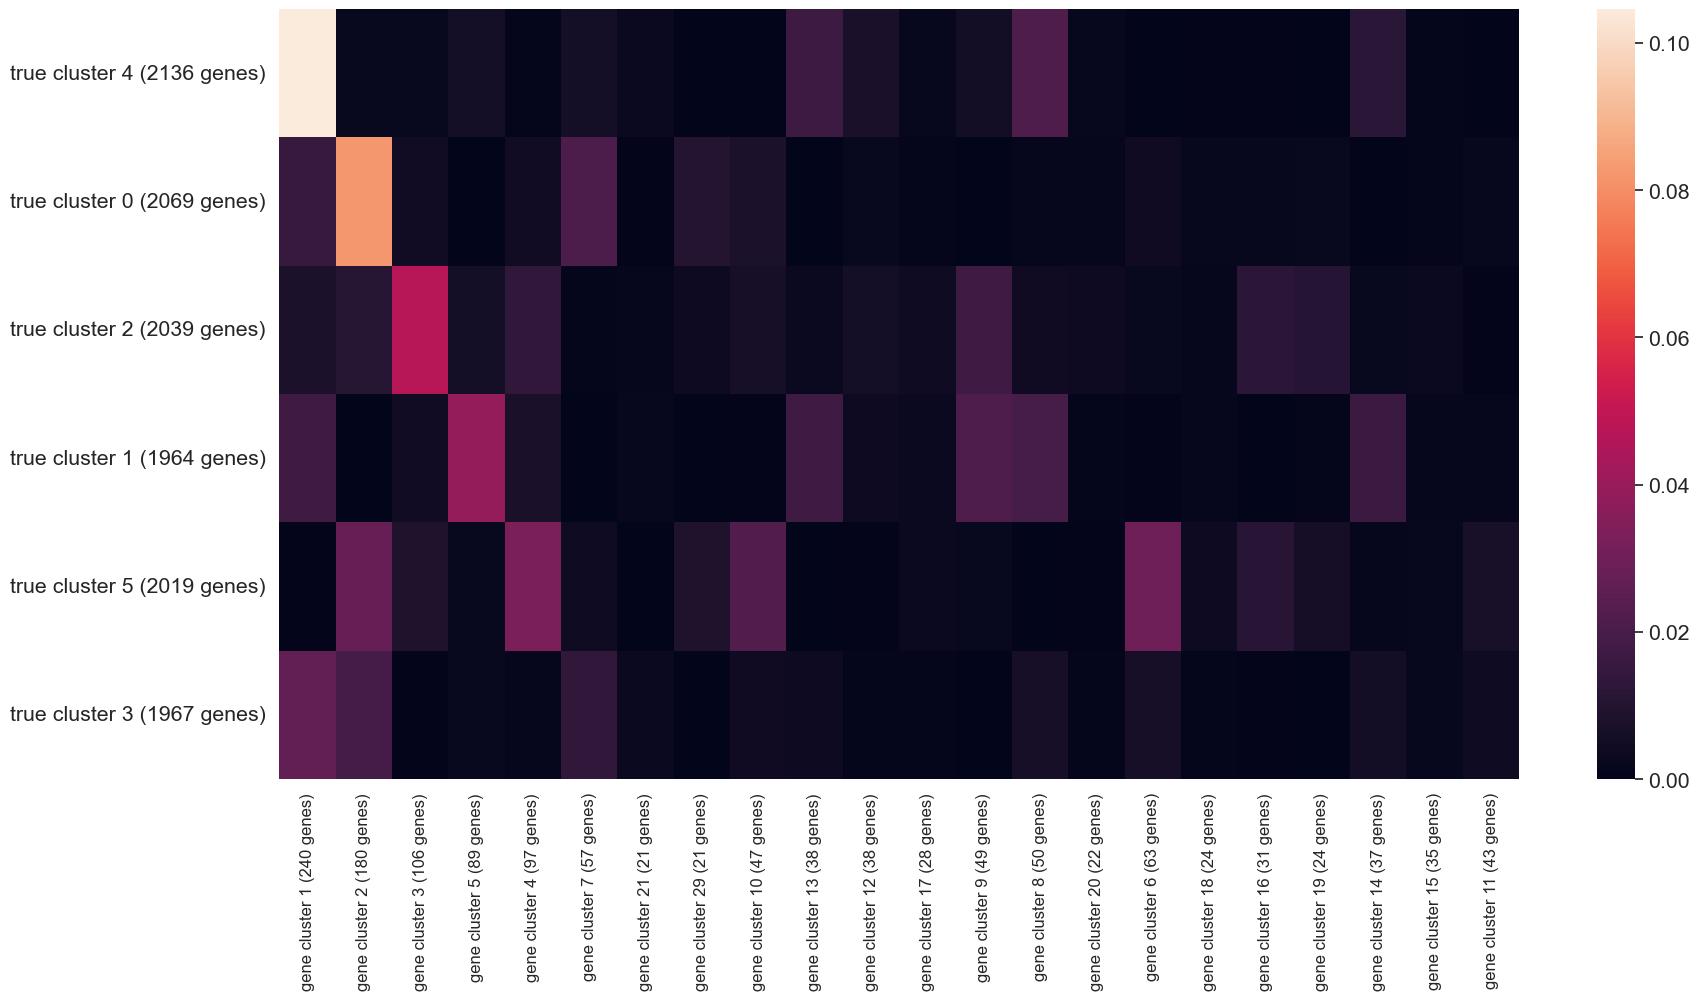 true cluster 4 (2136 genes)
true cluster 0 (2069 genes)
true cluster 2 (2039 genes)
true cluster 1 (1964 genes)
true cluster 5 (2019 genes)
true cluster 3 (1967 genes)
gene cluster 1 (240 genes)
gene cluster 2 (180 genes)
gene cluster 3 (106 genes)
gene cluster 5 (89 genes)
gene cluster 4 (97 genes)
gene cluster 7 (57 genes)
gene cluster 21 (21 genes)
gene cluster 29 (21 genes)
gene cluster 10 (47 genes)
gene cluster 13 (38 genes)
gene cluster 12 (38 genes)
gene cluster 17 (28 genes)
gene cluster 9 (49 genes)
gene cluster 8 (50 genes)
gene cluster 20 (22 genes)
gene cluster 6 (63 genes)
gene cluster 18 (24 genes)
gene cluster 16 (31 genes)
gene cluster 19 (24 genes)
gene cluster 14 (37 genes)
gene cluster 15 (35 genes)
gene cluster 11 (43 genes)
0.10
0.08
0.06
0.04
0.02
0.00